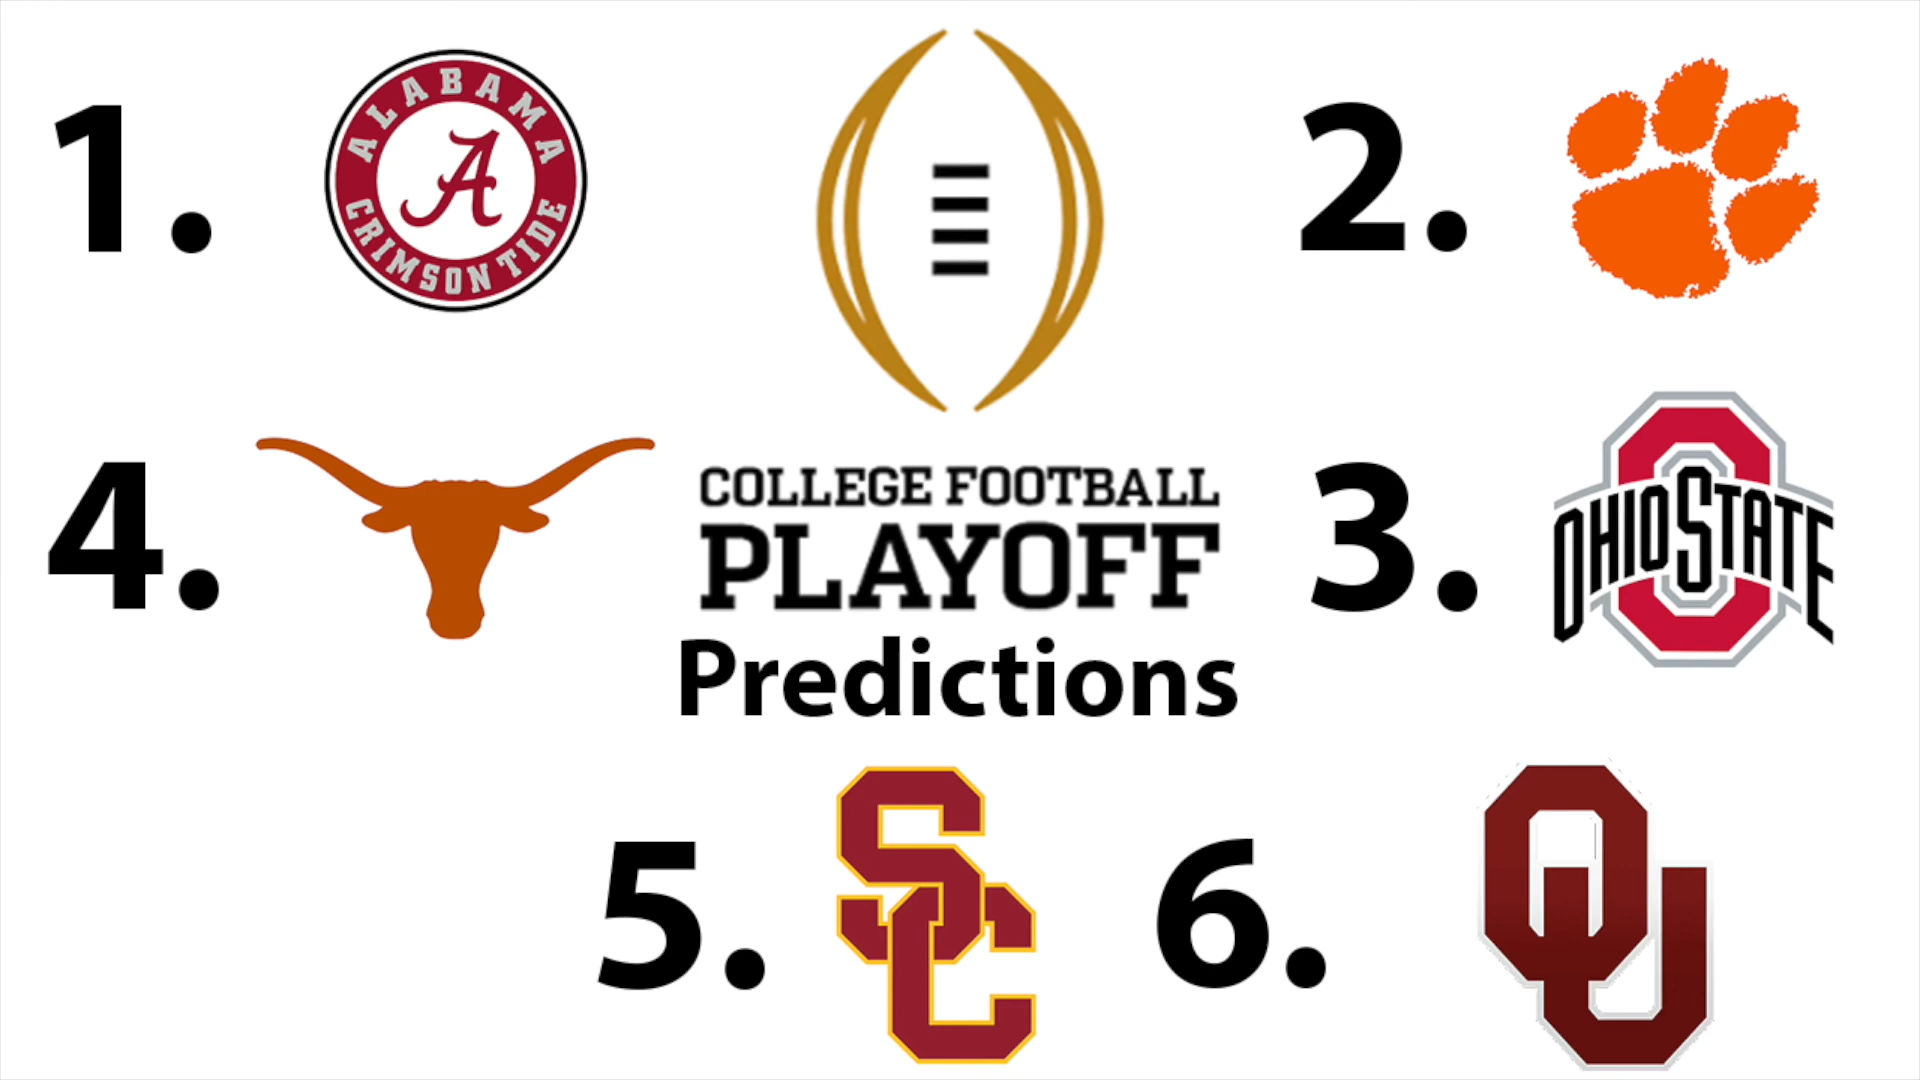 1.
ALABAMA
A
CRIMSON TIDE
2.
4.
COLLEGE FOOTBALL
PLAYOFF
Predictions
3.
OHIO STATE
5.
SC
6.
OU